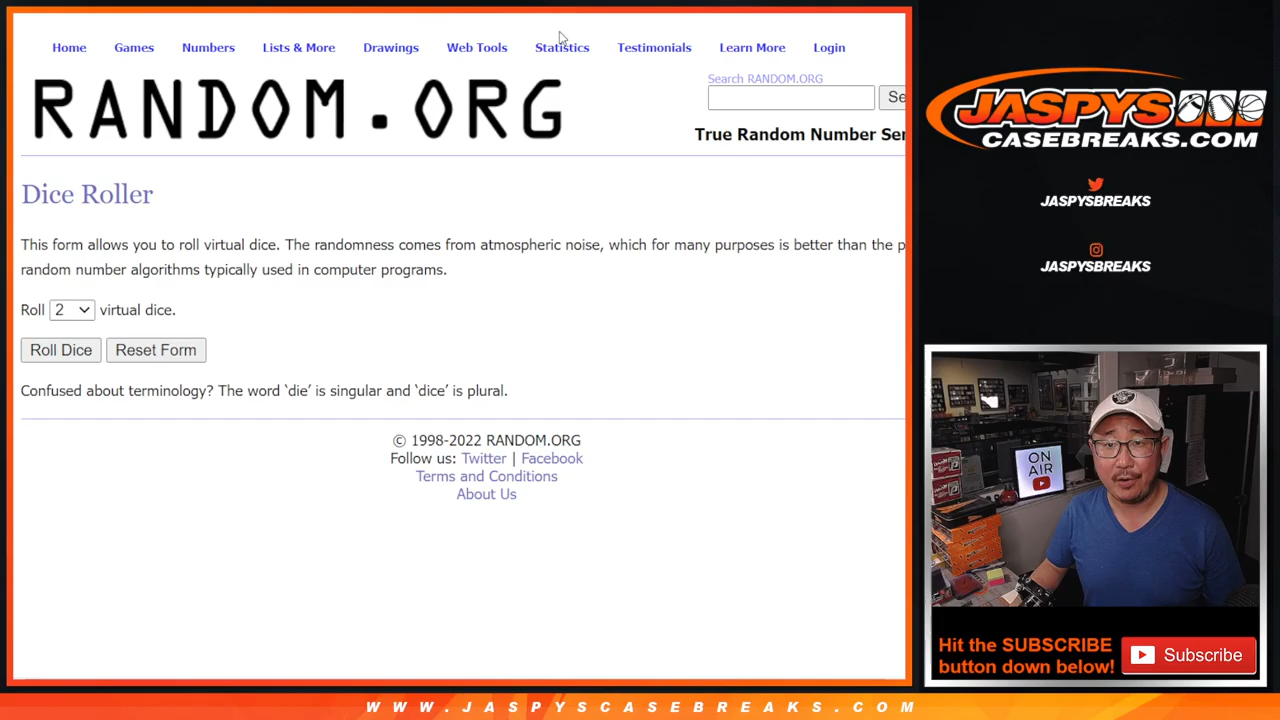 Home Games Numbers Lists & More Drawings Web Tools Statistics Testimonials Learn More Login
RANDOM.ORG
Search RANDOM.ORG
Se
True Random Number Ser
Dice Roller
This form allows you to roll virtual dice. The randomness comes from atmospheric noise, which for many purposes is better than the p
random number algorithms typically used in computer programs.
Roll 2 virtual dice.
Roll Dice Reset Form
Confused about terminology? The word ‘die’ is singular and ‘dice’ is plural.
© 1998-2022 RANDOM.ORG
Follow us: Twitter | Facebook
Terms and Conditions
About Us
JASPYS
CASEBREAKS.COM
JASPYSBREAKS
JASPYSBREAKS
ON
AIR
Hit the SUBSCRIBE
button down below!
Subscribe
WWW.JASPYSCASEBREAKS.COM